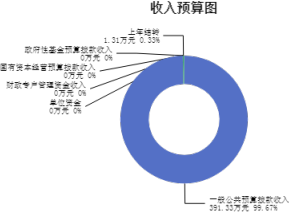 收入预算图
上年结转
1.31万元 0.33%
政府性基金预算拨款收入
0万元 0%
国有资本经营预算拨款收入
0万元 0%
财政专户管理资金收入
0万元 0%
单位资金
0万元 0%
一般公共预算拨款收入
391.33万元 99.67%